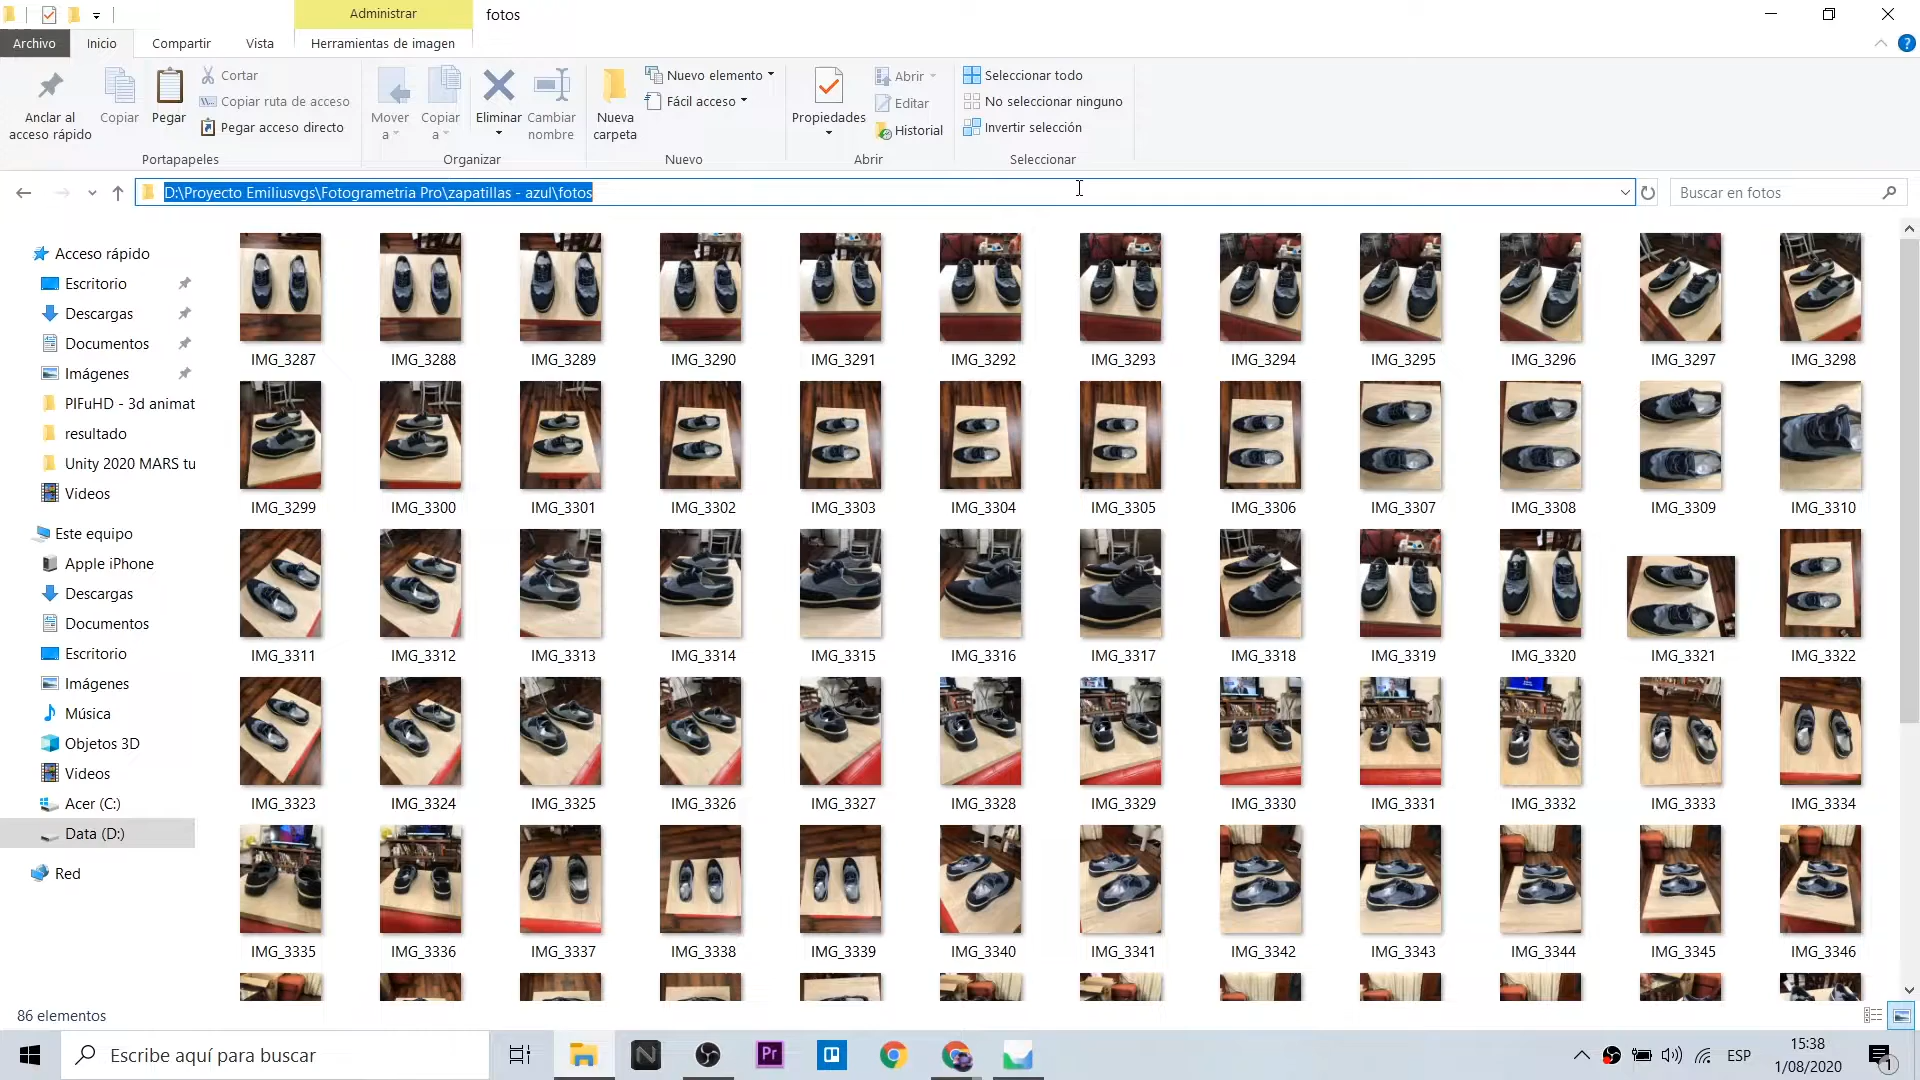 Administrar
fotos
Archivo
Inicio
Compartir
Vista
Herramientas de imagen
Anclar al
acceso rápido
Copiar
Pegar
Cortar
Copiar ruta de acceso
Pegar acceso directo
Portapapeles
Mover
a
Copiar
a
Eliminar
Cambiar
nombre
Organizar
Nueva
carpeta
Nuevo elemento
Fácil acceso
Nuevo
Propiedades
Abrir
Editar
Historial
Abrir
Seleccionar todo
No seleccionar ninguno
Invertir selección
Seleccionar
D:\Proyecto Emiliusvgs\Fotogrametria Pro\zapatillas - azul\fotos
Buscar en fotos
Acceso rápido
Escritorio
Descargas
Documentos
Imágenes
PIFuHD - 3d animat
resultado
Unity 2020 MARS tu
Videos
Este equipo
Apple iPhone
Descargas
Documentos
Escritorio
Imágenes
Música
Objetos 3D
Videos
Acer (C:)
Data (D:)
Red
IMG_3287 IMG_3288 IMG_3289 IMG_3290 IMG_3291 IMG_3292 IMG_3293 IMG_3294 IMG_3295 IMG_3296 IMG_3297 IMG_3298
IMG_3299 IMG_3300 IMG_3301 IMG_3302 IMG_3303 IMG_3304 IMG_3305 IMG_3306 IMG_3307 IMG_3308 IMG_3309 IMG_3310
IMG_3311 IMG_3312 IMG_3313 IMG_3314 IMG_3315 IMG_3316 IMG_3317 IMG_3318 IMG_3319 IMG_3320 IMG_3321 IMG_3322
IMG_3323 IMG_3324 IMG_3325 IMG_3326 IMG_3327 IMG_3328 IMG_3329 IMG_3330 IMG_3331 IMG_3332 IMG_3333 IMG_3334
IMG_3335 IMG_3336 IMG_3337 IMG_3338 IMG_3339 IMG_3340 IMG_3341 IMG_3342 IMG_3343 IMG_3344 IMG_3345 IMG_3346
86 elementos
Escribe aquí para buscar
Pr
ESP
15:38
1/08/2020
1